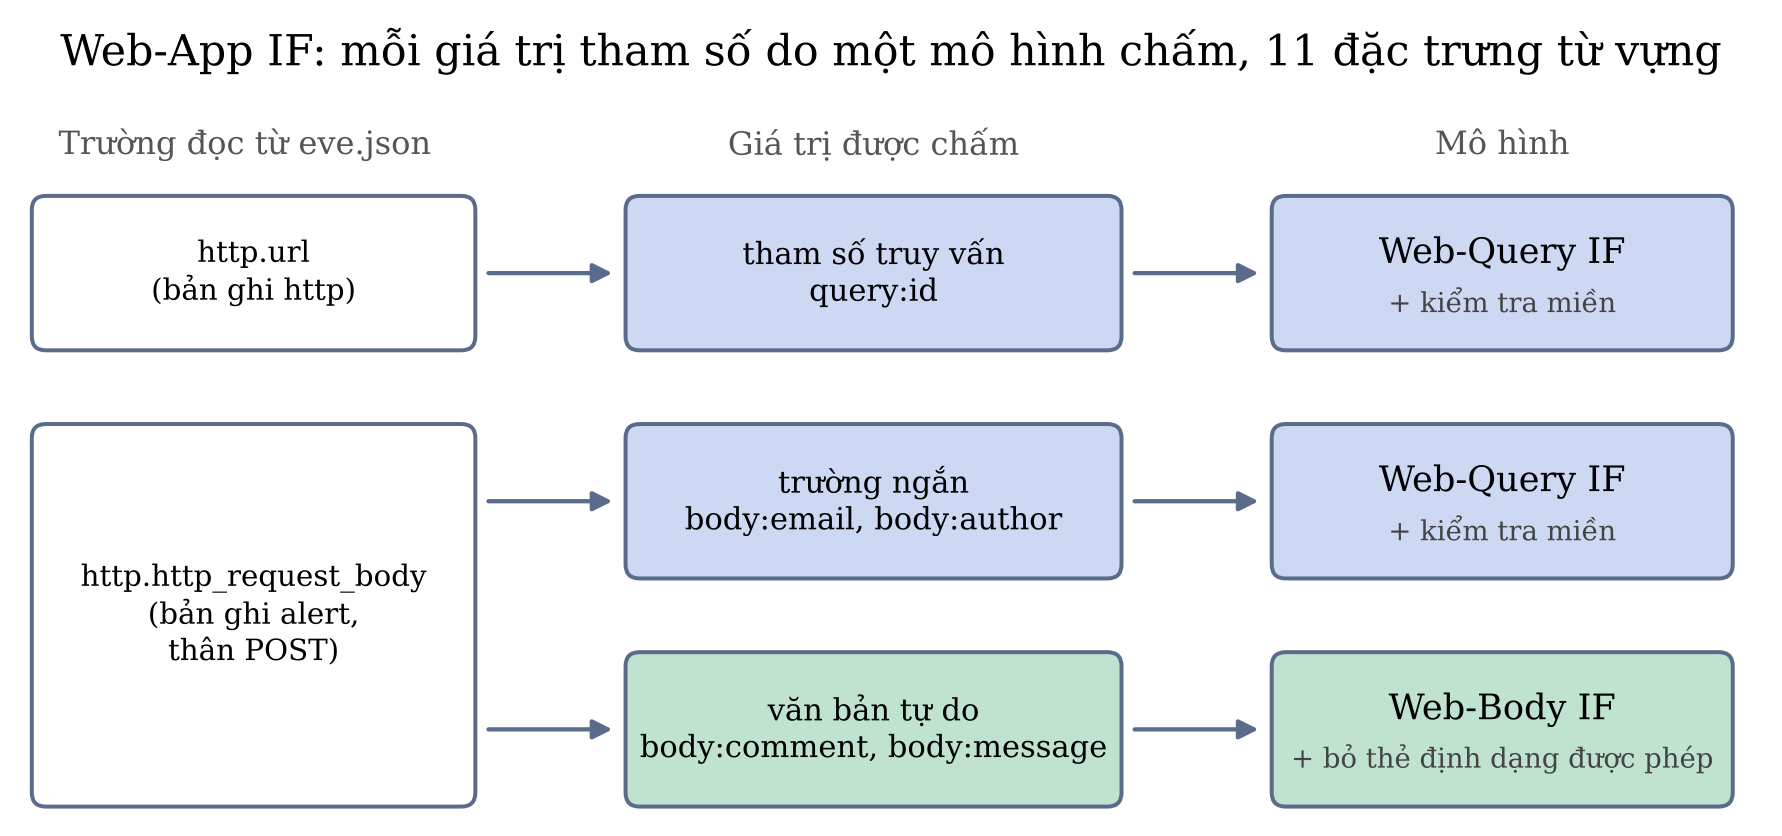 Web-App IF: mỗi giá trị tham số do một mô hình chấm, 11 đặc trưng từ vựng
Trường đọc từ eve.json
Giá trị được chấm
Mô hình
http.url
(bản ghi http)
tham số truy vấn
query:id
Web-Query IF
+ kiểm tra miền
http.http_request_body
(bản ghi alert,
thân POST)
trường ngắn
body:email, body:author
Web-Query IF
+ kiểm tra miền
văn bản tự do
body:comment, body:message
Web-Body IF
+ bỏ thẻ định dạng được phép